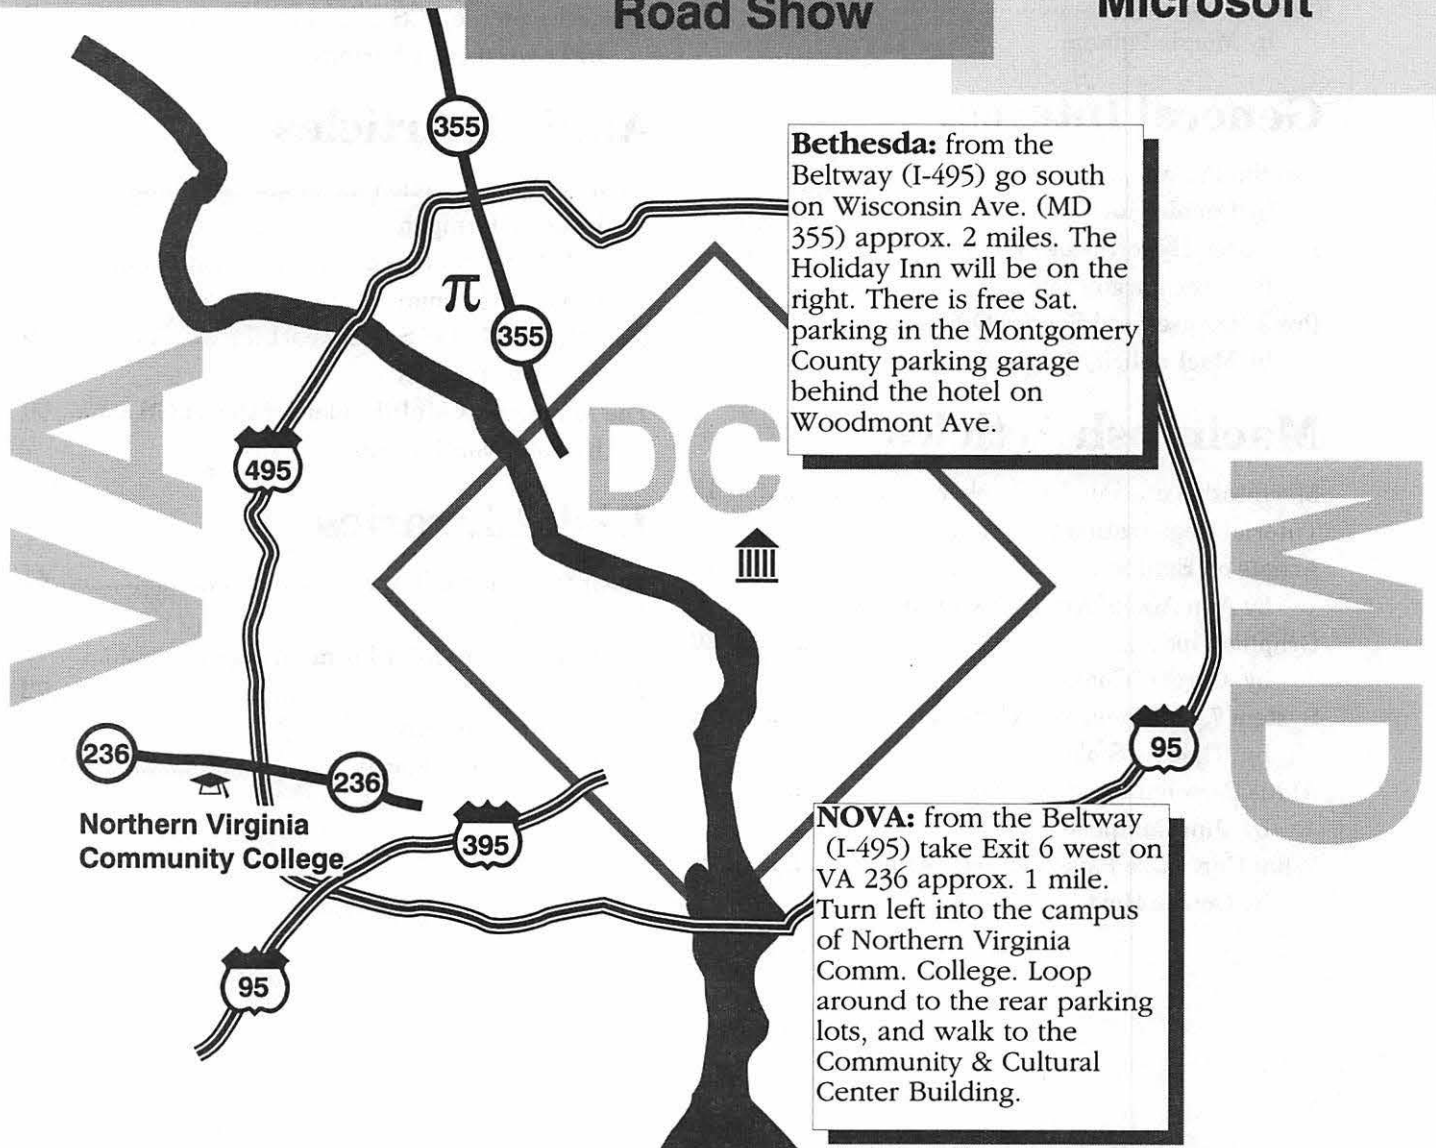 Road Show
Microsoft
355
Bethesda: from the
Beltway (I-495) go south
on Wisconsin Ave. (MD
355) approx. 2 miles. The
Holiday Inn will be on the
right. There is free Sat.
parking in the Montgomery
County parking garage
behind the hotel on
Woodmont Ave.
π
355
VA
DC
MD
495
236
236
Northern Virginia
Community College
395
95
95
NOVA: from the Beltway
(I-495) take Exit 6 west on
VA 236 approx. 1 mile.
Turn left into the campus
of Northern Virginia
Comm. College. Loop
around to the rear parking
lots, and walk to the
Community & Cultural
Center Building.